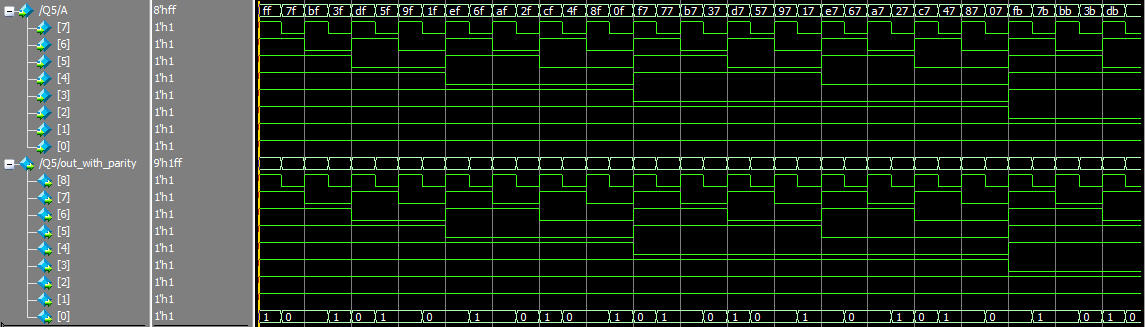 /Q5/A 8'hff ff 7f bf 3f df 5f 9f 1f ef 6f af 2f cf 4f 8f 0f f7 77 b7 37 d7 57 97 17 e7 67 a7 27 c7 47 87 07 fb 7b bb 3b db
[7] 1'h1
[6] 1'h1
[5] 1'h1
[4] 1'h1
[3] 1'h1
[2] 1'h1
[1] 1'h1
[0] 1'h1
/Q5/out_with_parity 9'h1ff
[8] 1'h1
[7] 1'h1
[6] 1'h1
[5] 1'h1
[4] 1'h1
[3] 1'h1
[2] 1'h1
[1] 1'h1
[0] 1'h1 1 0 1 0 1 0 1 0 1 0 1 0 1 0 1 0 1 0 1 0 1 0 1 0 1 0